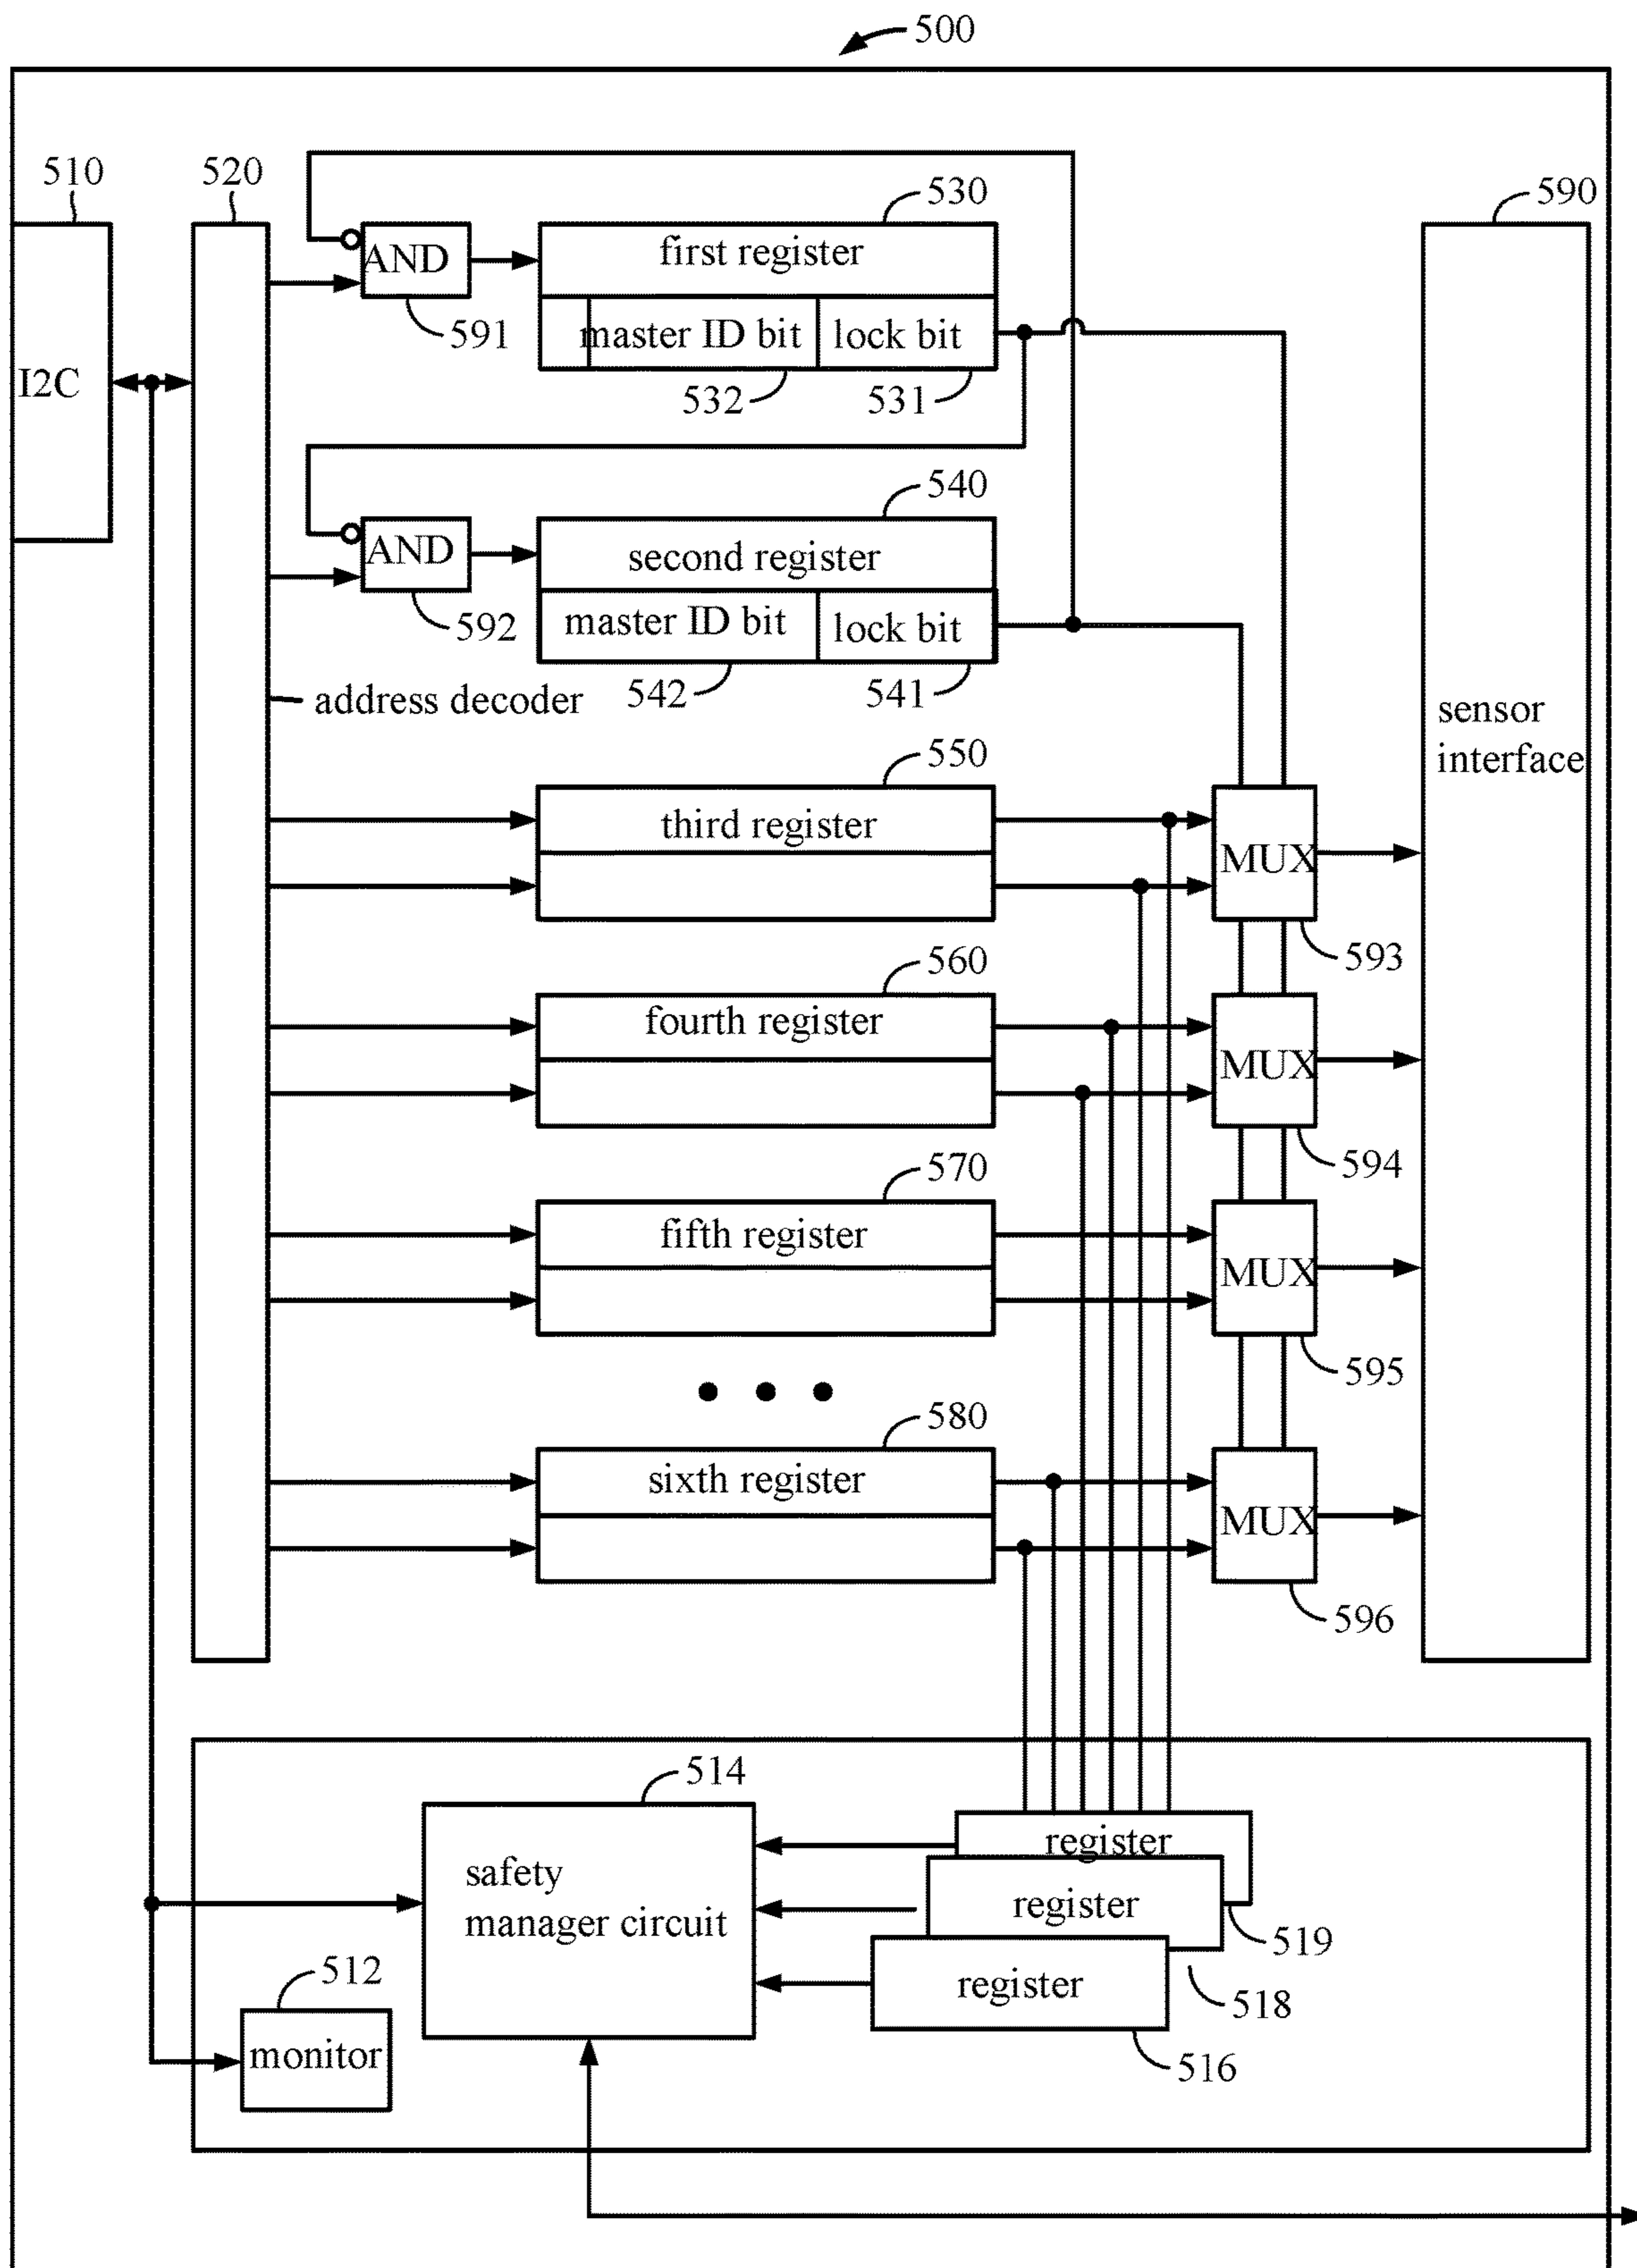 500
510
520
530
590
AND
first register
591
master ID bit
lock bit
I2C
532
531
540
AND
second register
592
master ID bit
lock bit
542
541
address decoder
sensor
interface
550
third register
MUX
593
560
fourth register
MUX
594
570
fifth register
MUX
595
580
sixth register
MUX
596
514
register
safety
manager circuit
register
519
512
register
518
monitor
516